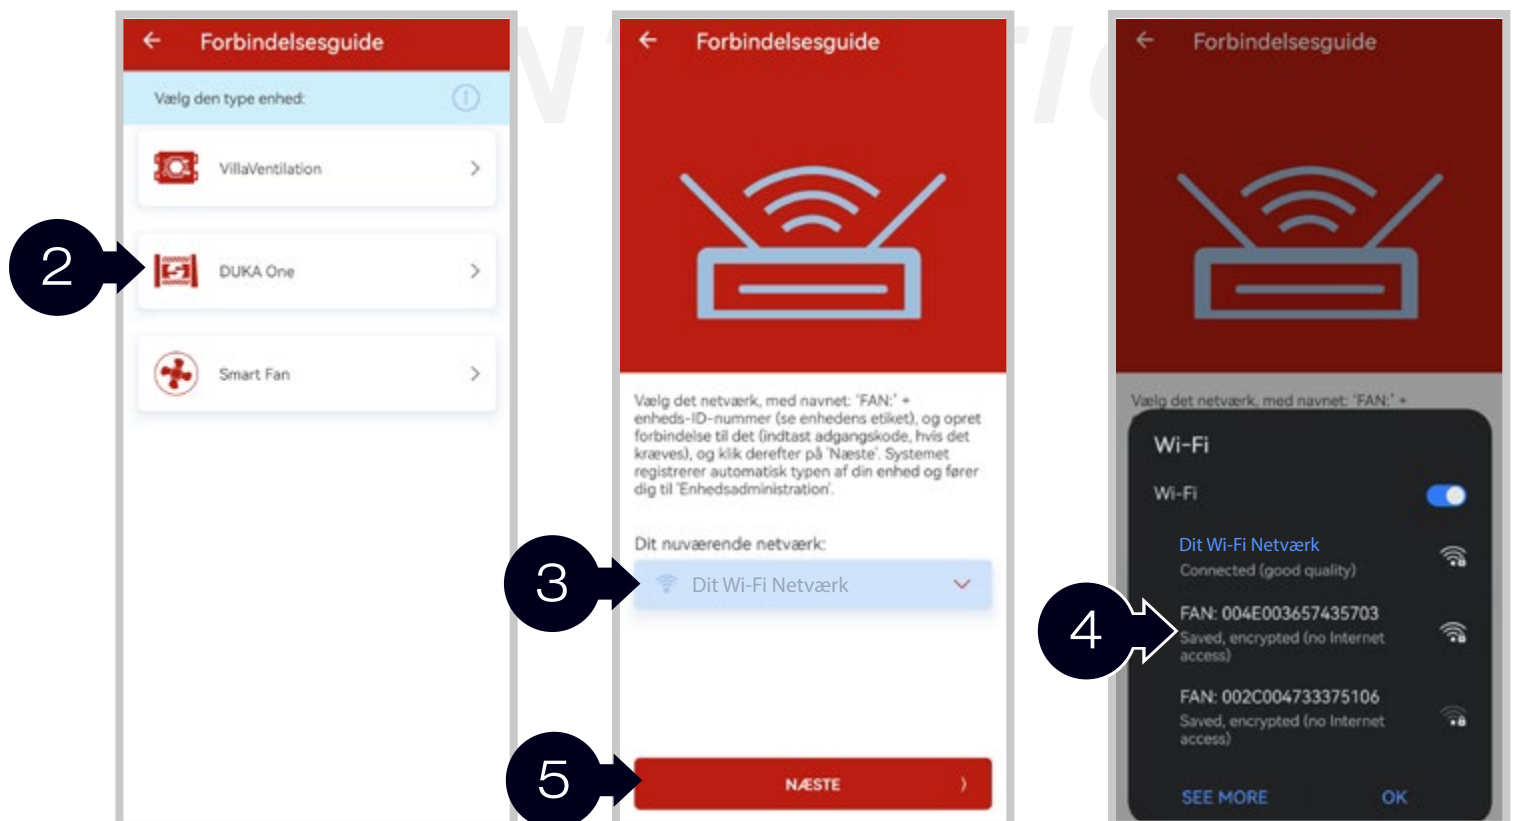 Forbindelsesguide
Vælg den type enhed:
VillaVentilation
2
DUKA One
Smart Fan
Forbindelsesguide
Vælg det netværk, med navnet: 'FAN:' +
enheds-ID-nummer (se enhedens etiket), og opret
forbindelse til det (indtast adgangskode, hvis det
kræves), og klik derefter på 'Næste'. Systemet
registrerer automatisk typen af din enhed og fører
dig til 'Enhedsadministration'.
Dit nuværende netværk:
3
Dit Wi-Fi Netværk
5
NÆSTE
Forbindelsesguide
Vælg det netværk, med navnet: 'FAN:' +
Wi-Fi
Wi-Fi
Dit Wi-Fi Netværk
Connected (good quality)
4
FAN: 004E003657435703
Saved, encrypted (no Internet
access)
FAN: 002C004733375106
Saved, encrypted (no Internet
access)
SEE MORE
OK